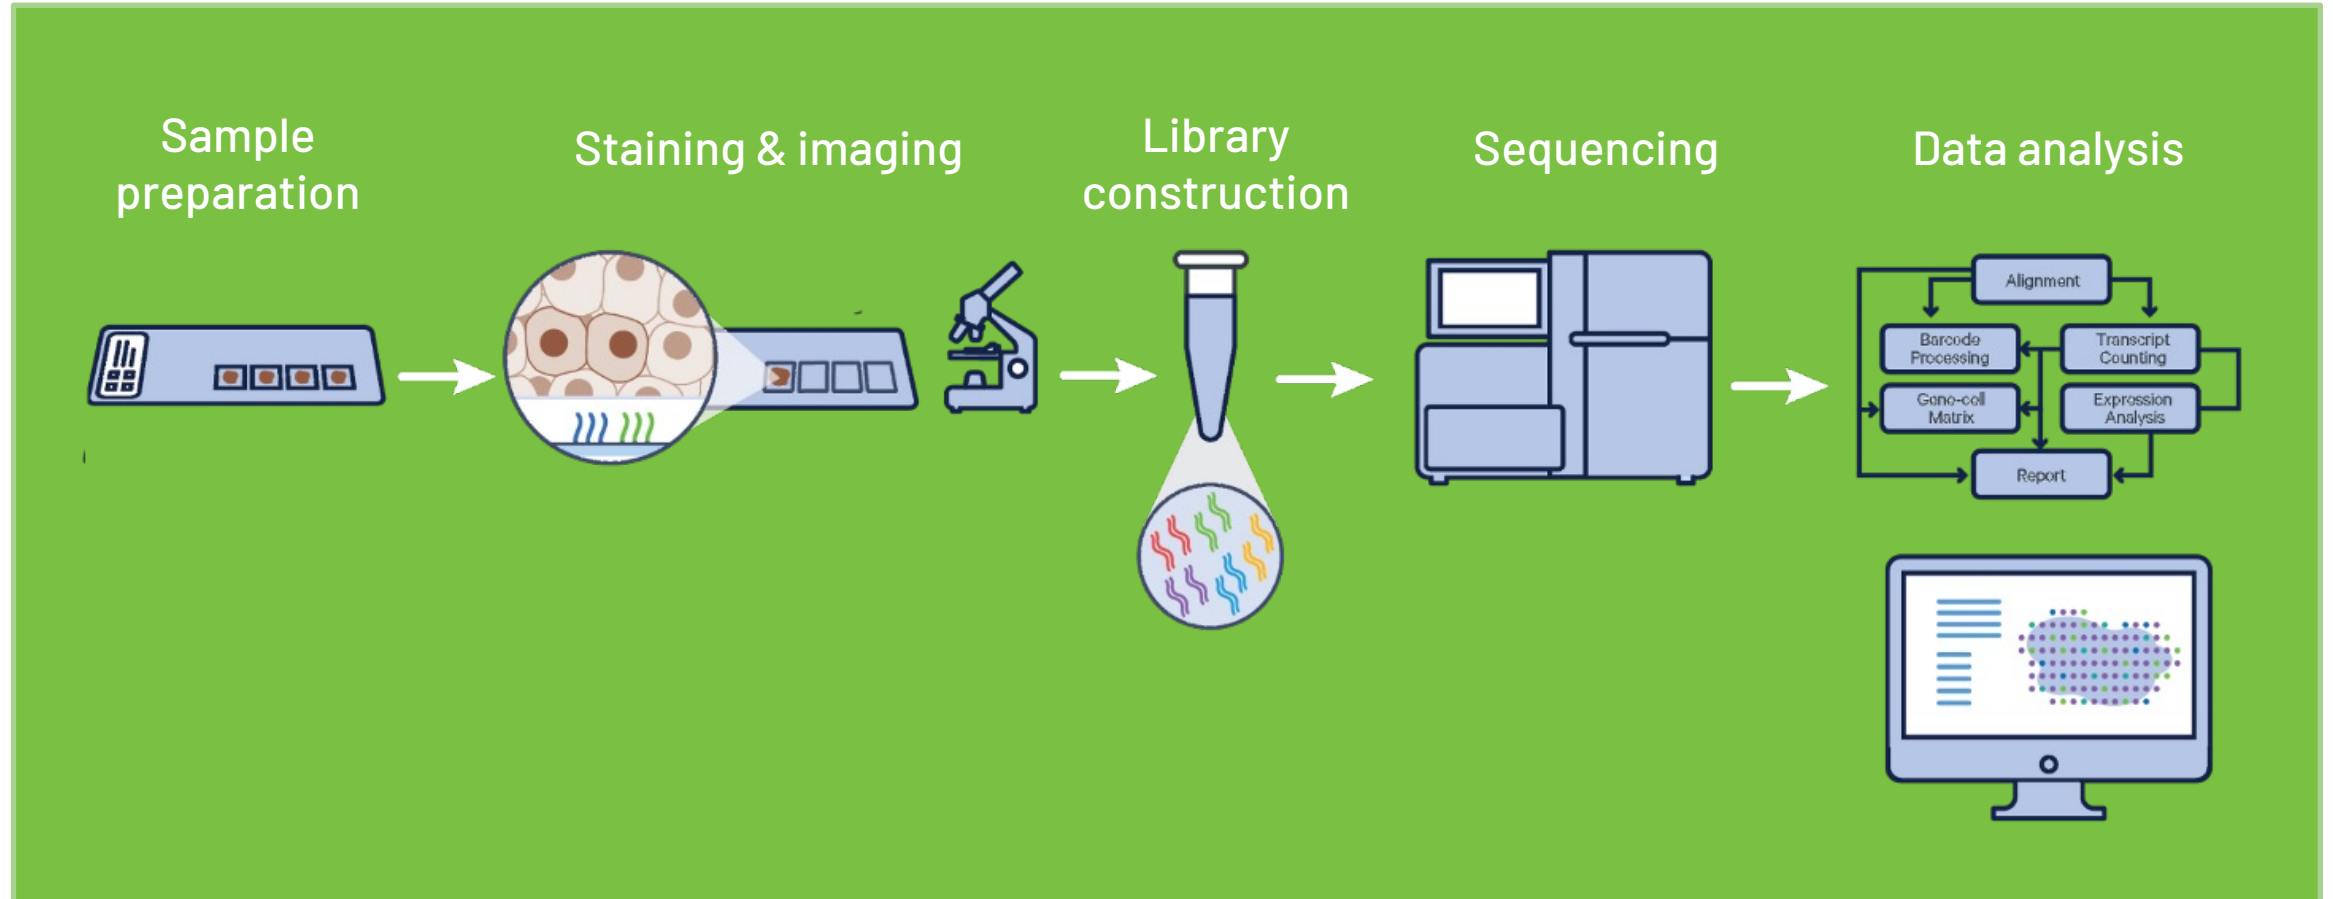 Sample
preparation
Staining & imaging
Library
construction
Sequencing
Data analysis
Alignment
Barcode
Processing
Transcript
Counting
Gene-cell
Matrix
Expression
Analysis
Report